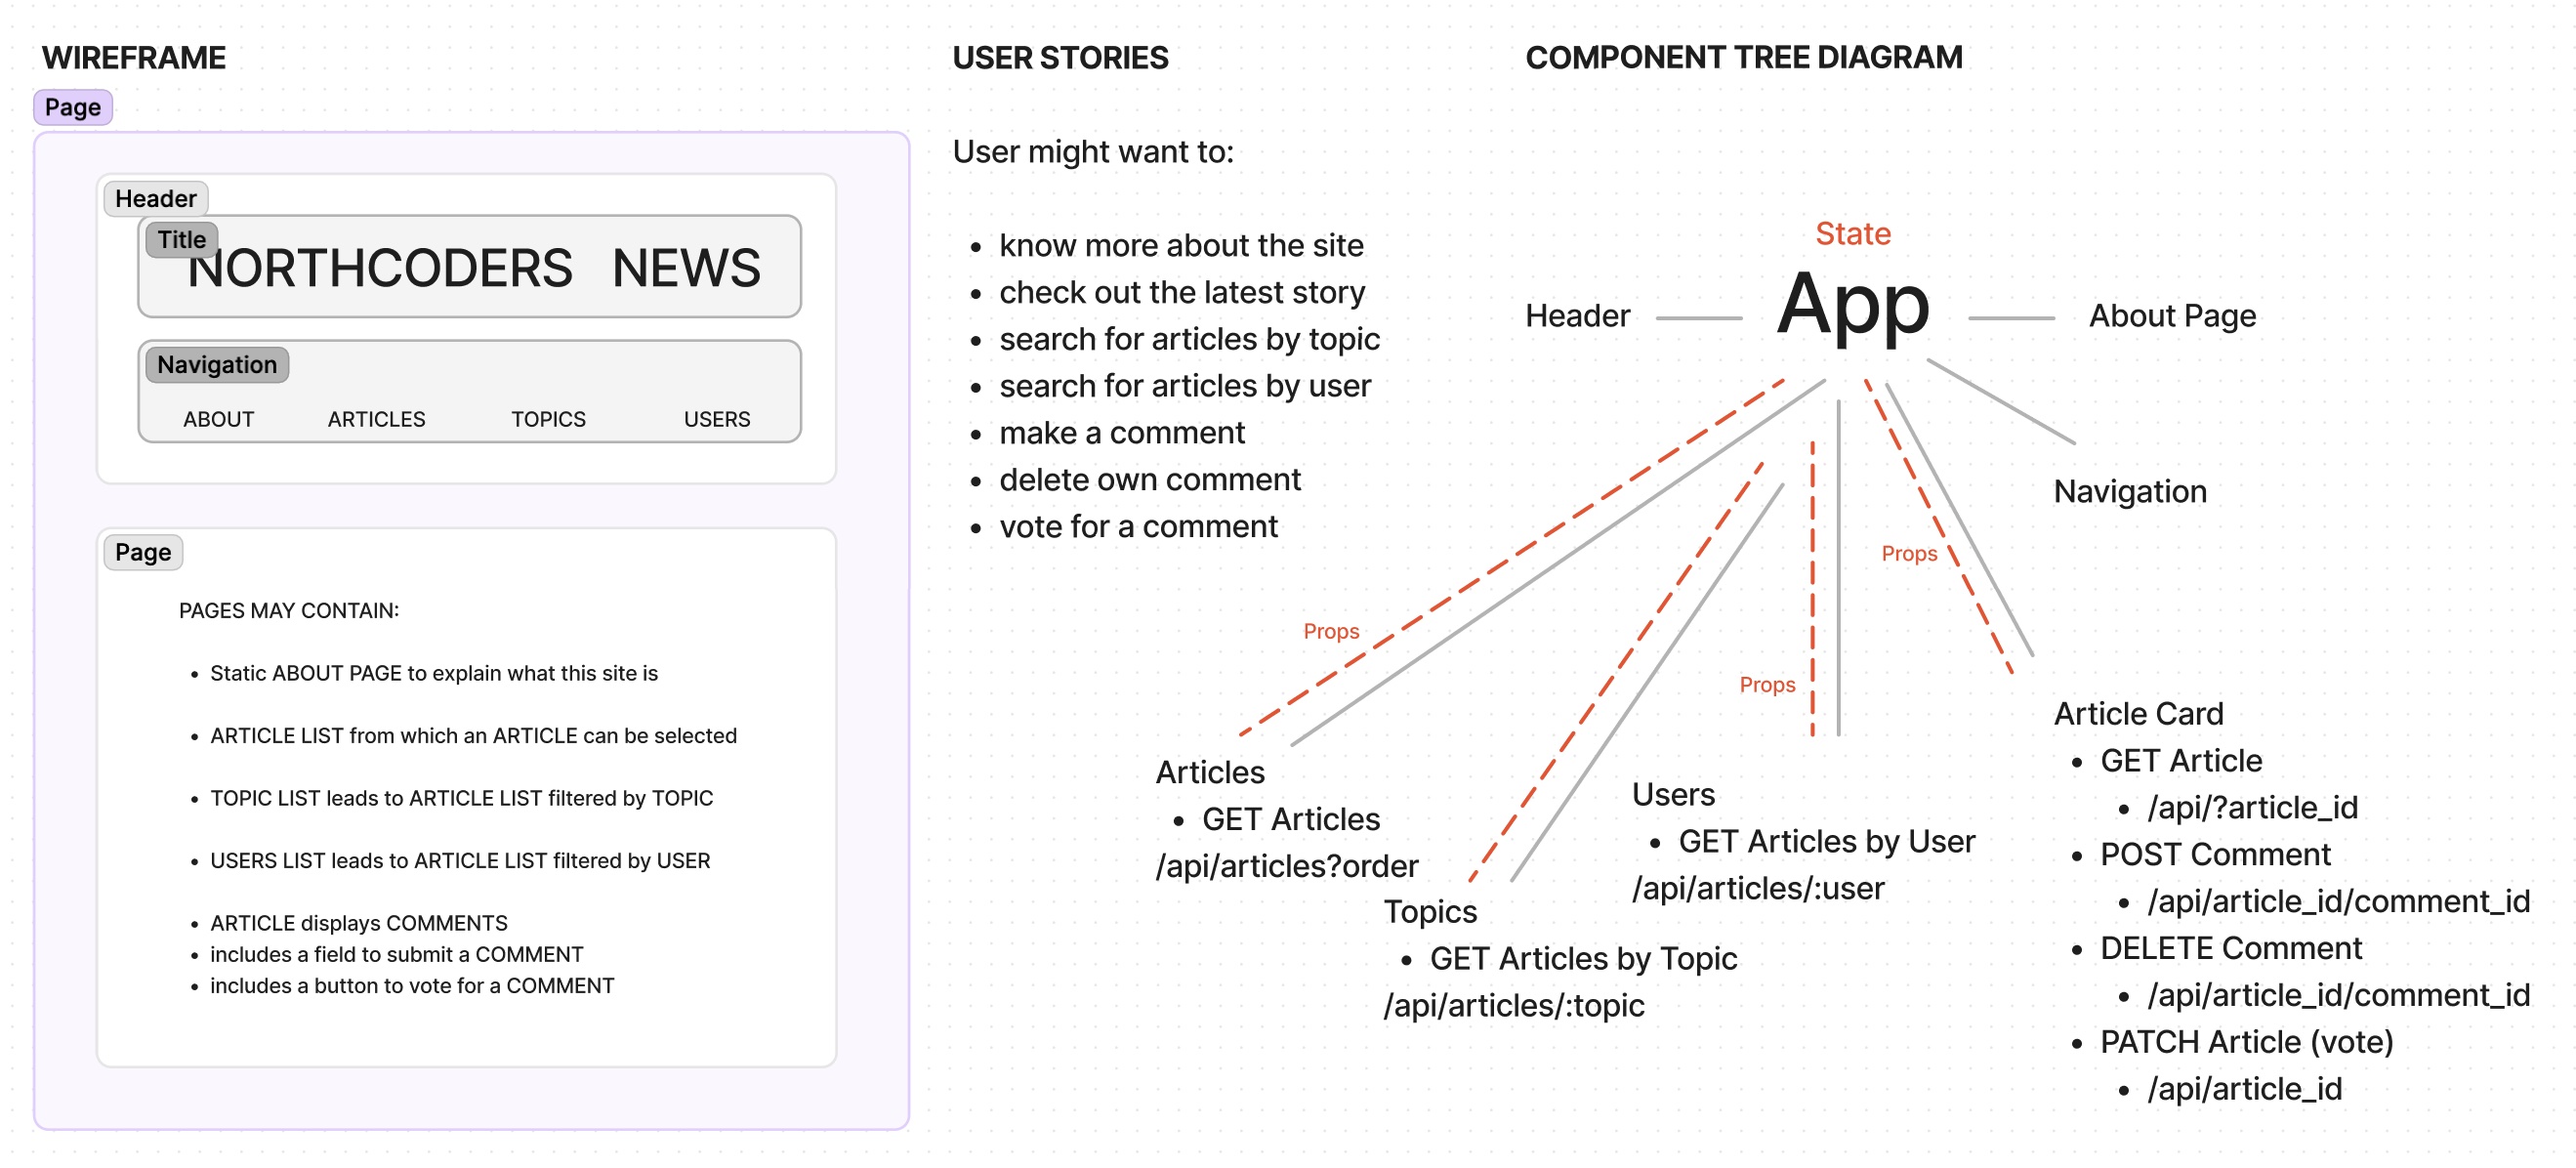 WIREFRAME
Page
Header
Title
NORTHCODERS NEWS
Navigation
ABOUT ARTICLES TOPICS USERS
Page
PAGES MAY CONTAIN:
• Static ABOUT PAGE to explain what this site is
• ARTICLE LIST from which an ARTICLE can be selected
• TOPIC LIST leads to ARTICLE LIST filtered by TOPIC
• USERS LIST leads to ARTICLE LIST filtered by USER
• ARTICLE displays COMMENTS
• includes a field to submit a COMMENT
• includes a button to vote for a COMMENT
USER STORIES
User might want to:
• know more about the site
• check out the latest story
• search for articles by topic
• search for articles by user
• make a comment
• delete own comment
• vote for a comment
COMPONENT TREE DIAGRAM
State
Header
App
About Page
Navigation
Props
Props
Props
Articles
• GET Articles
/api/articles?order
Topics
• GET Articles by Topic
/api/articles/:topic
Users
• GET Articles by User
/api/articles/:user
Article Card
• GET Article
• /api/?article_id
• POST Comment
• /api/article_id/comment_id
• DELETE Comment
• /api/article_id/comment_id
• PATCH Article (vote)
• /api/article_id